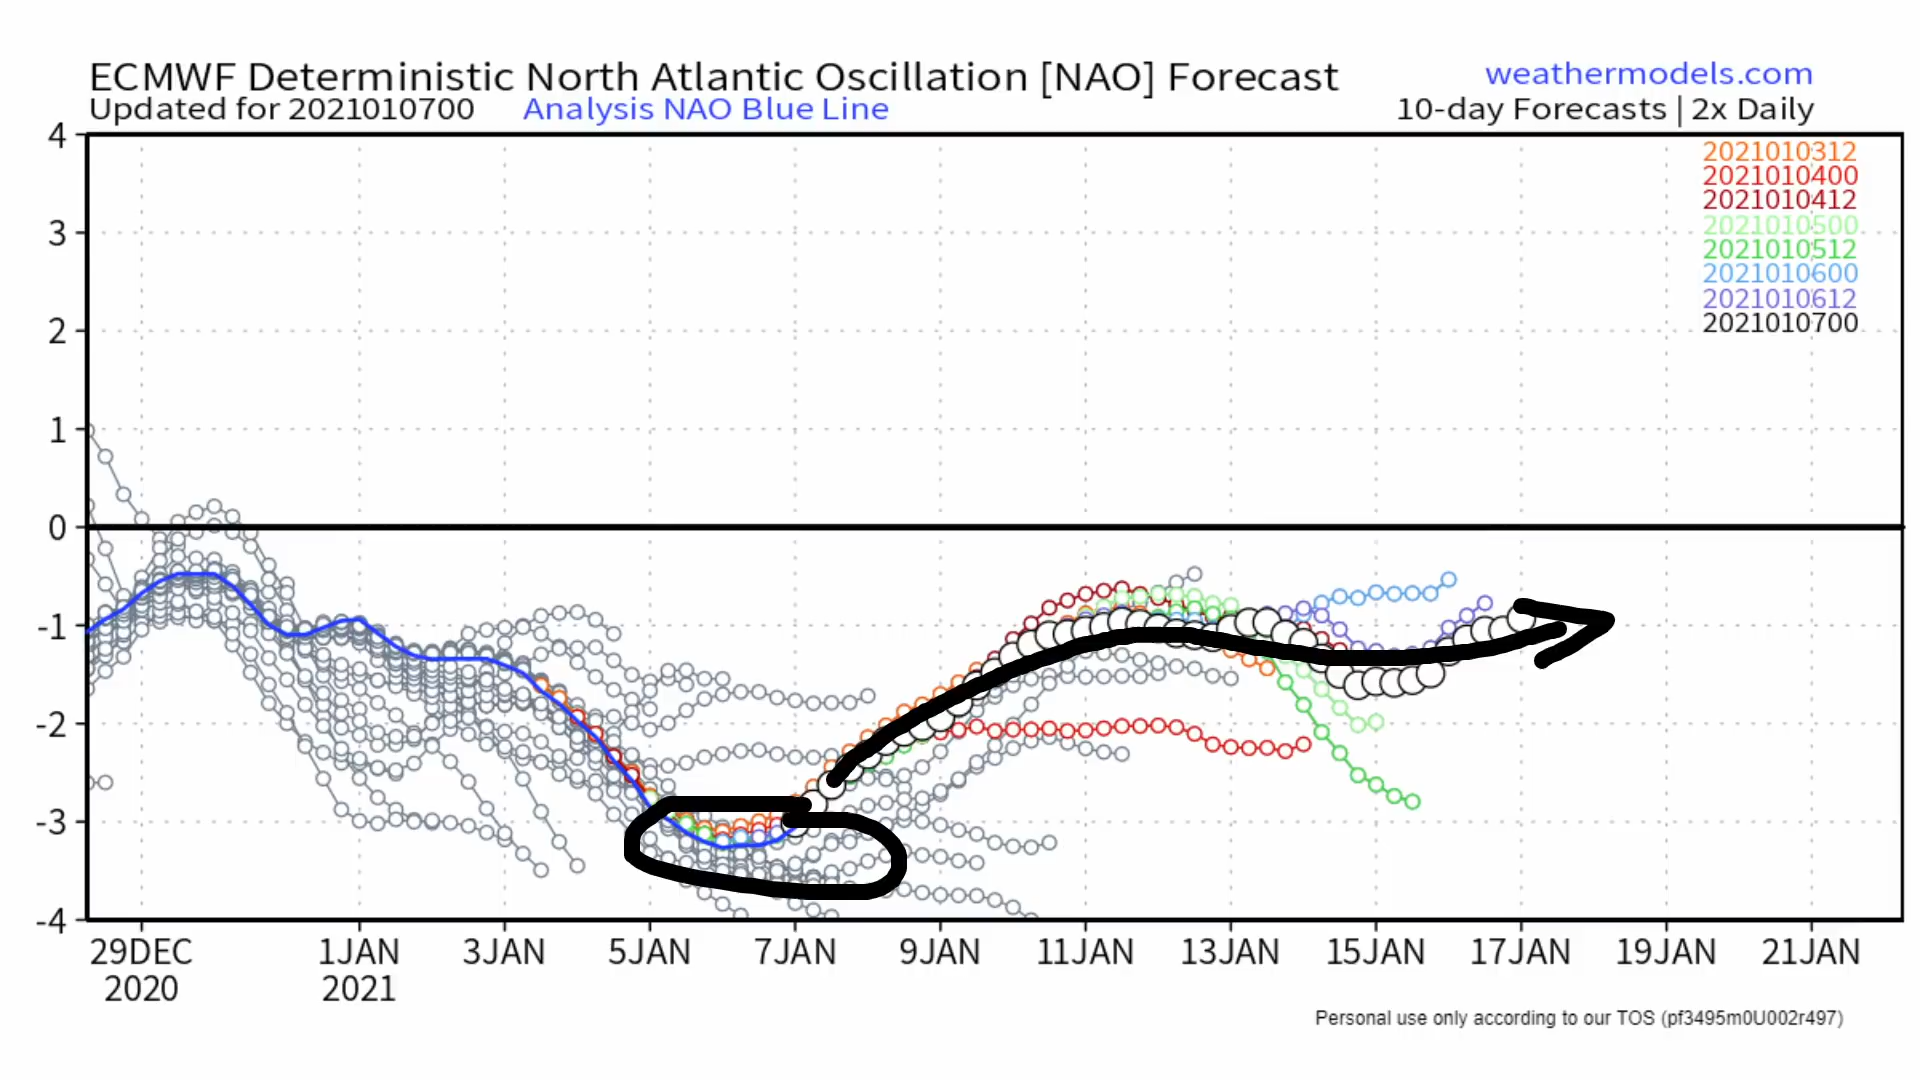 ECMWF Deterministic North Atlantic Oscillation [NAO] Forecast
weathermodels.com
Updated for 2021010700
Analysis NAO Blue Line
10-day Forecasts | 2x Daily
4
3
2
1
0
-1
-2
-3
-4
2021010312
2021010400
2021010412
2021010500
2021010512
2021010600
2021010612
2021010700
29DEC 1JAN 3JAN 5JAN 7JAN 9JAN 11JAN 13JAN 15JAN 17JAN 19JAN 21JAN
2020 2021
Personal use only according to our TOS (pf3495m0U002r497)